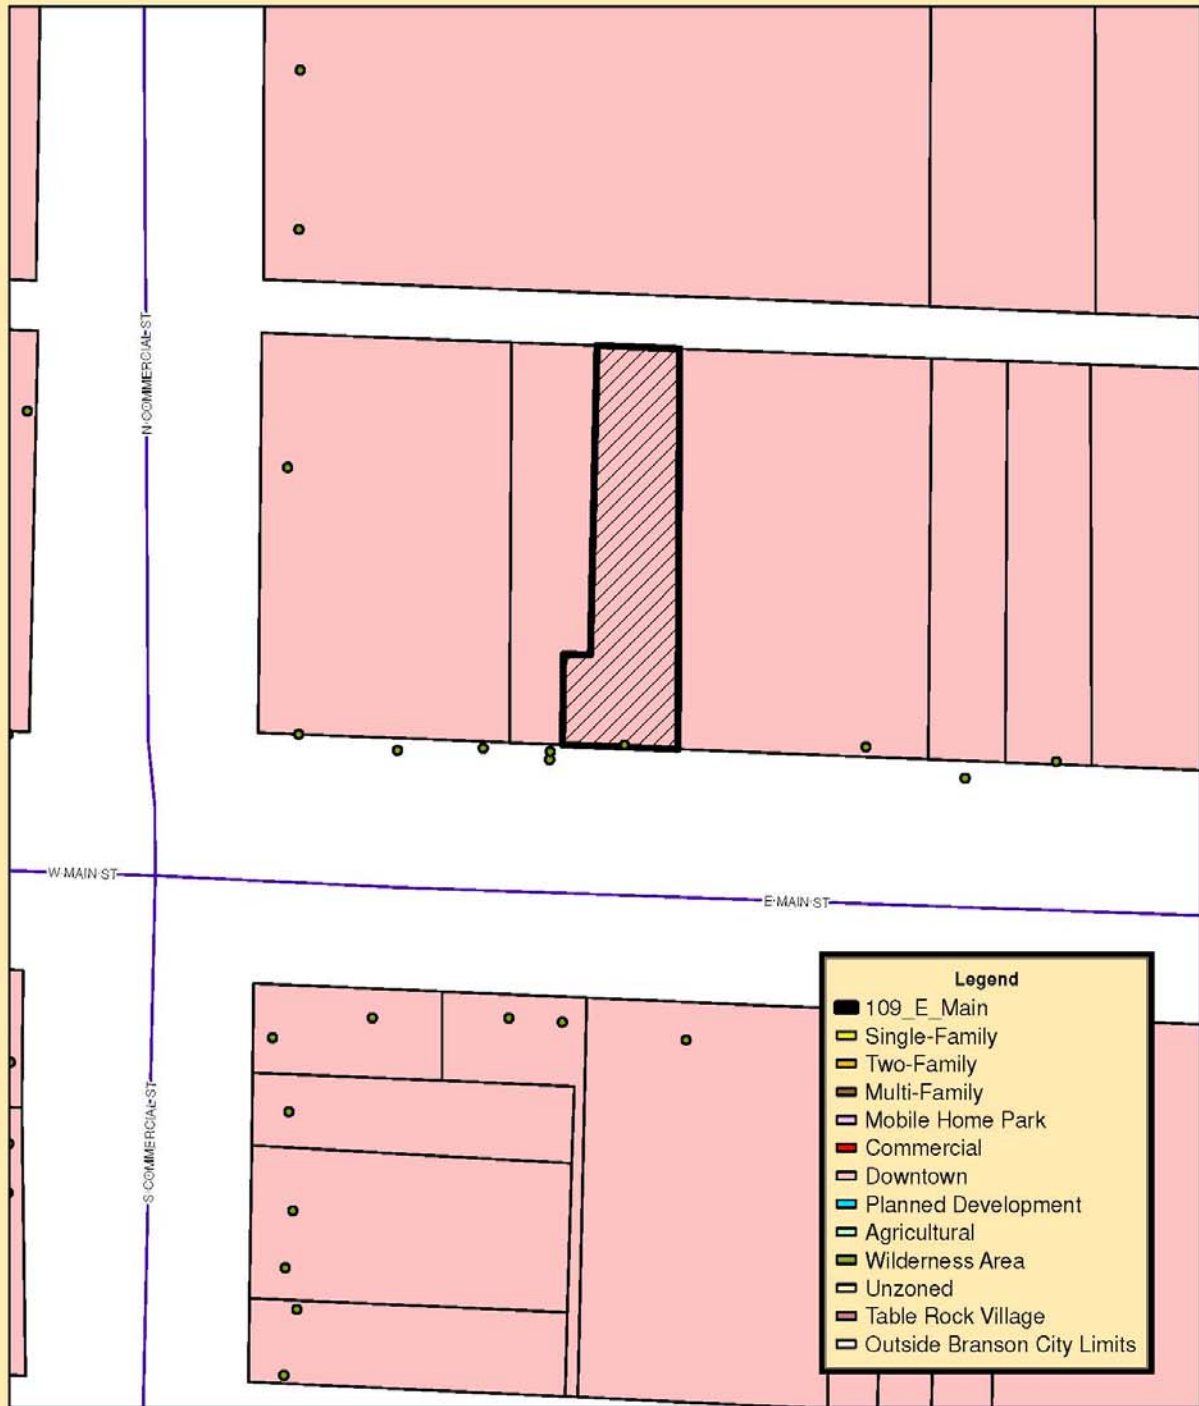 N COMMERCIAL ST
W MAIN ST
E MAIN ST
S COMMERCIAL ST
Legend
109_E_Main
Single-Family
Two-Family
Multi-Family
Mobile Home Park
Commercial
Downtown
Planned Development
Agricultural
Wilderness Area
Unzoned
Table Rock Village
Outside Branson City Limits